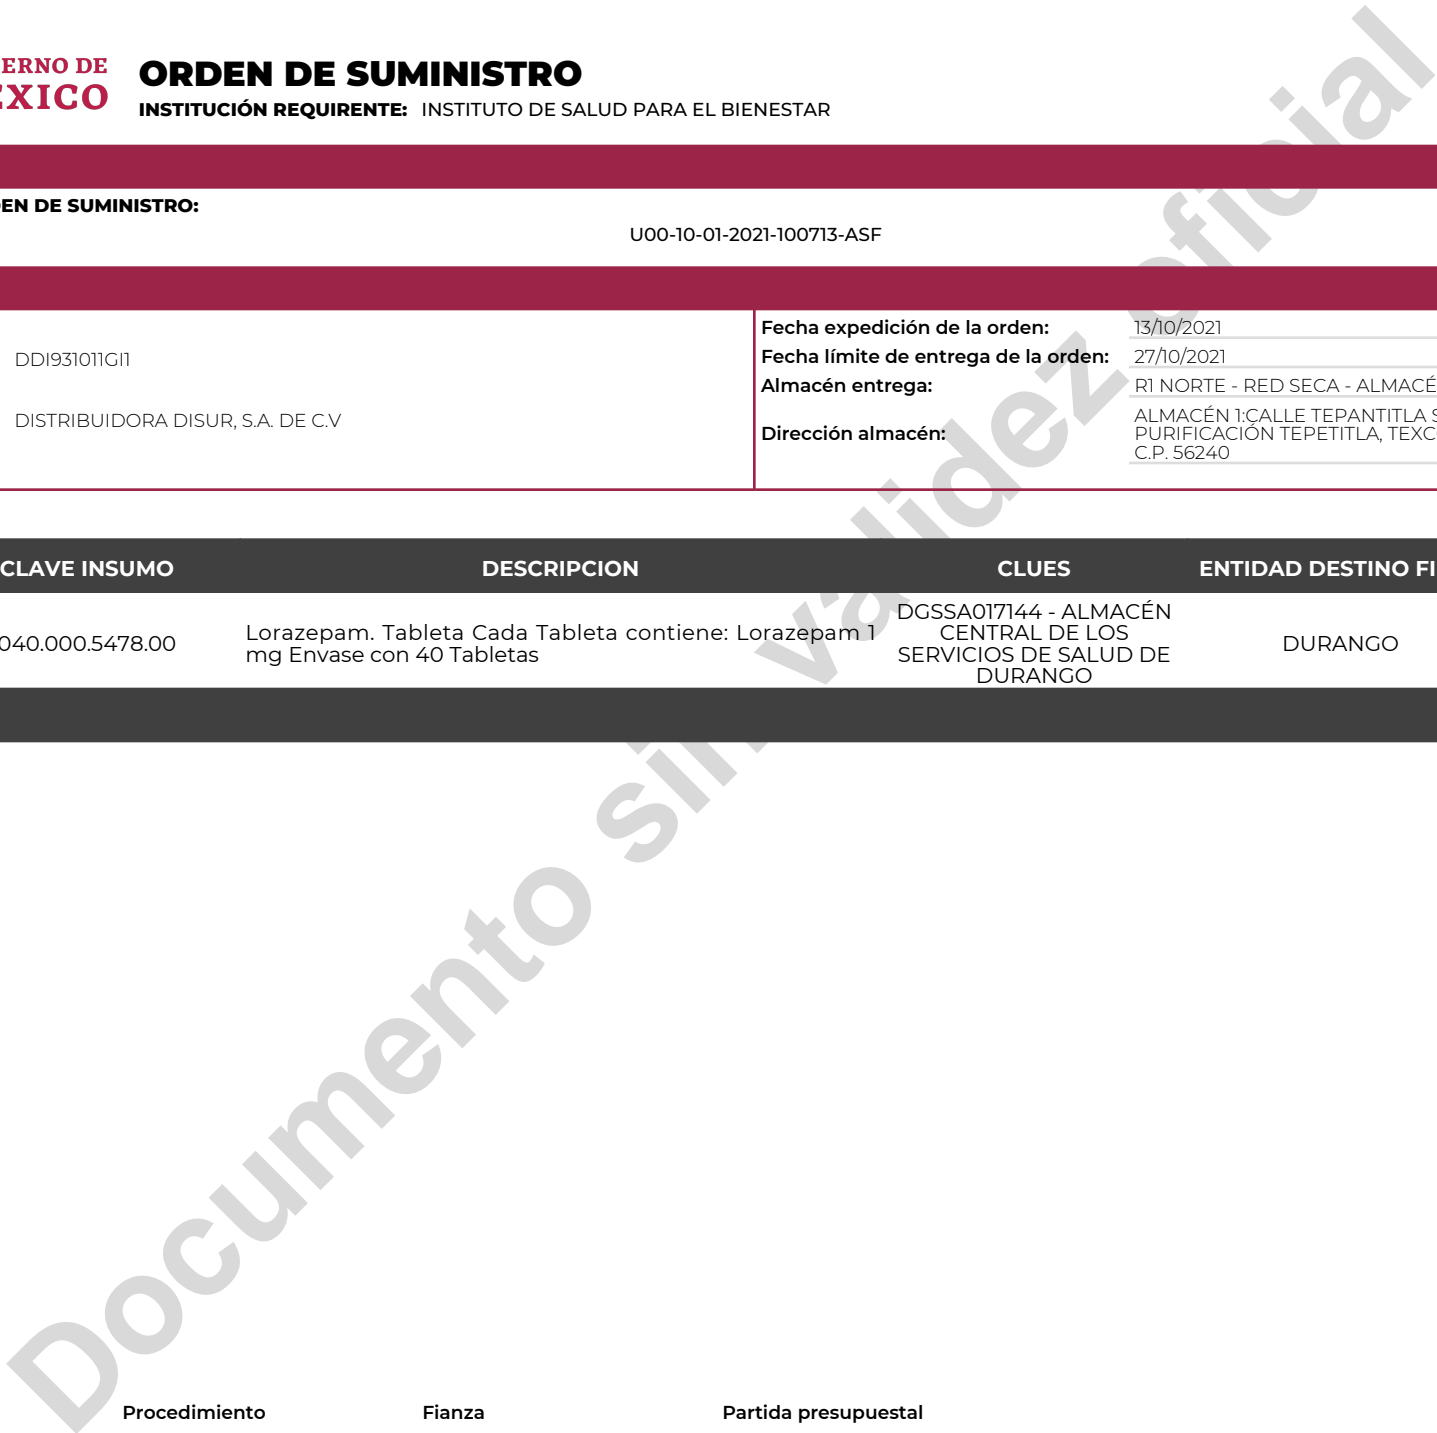 ERNO DE
EXICO
ORDEN DE SUMINISTRO
INSTITUCIÓN REQUIRENTE: INSTITUTO DE SALUD PARA EL BIENESTAR
EN DE SUMINISTRO:
U00-10-01-2021-100713-ASF
DDI931011GI1
DISTRIBUIDORA DISUR, S.A. DE C.V
Fecha expedición de la orden: 13/10/2021
Fecha límite de entrega de la orden: 27/10/2021
Almacén entrega: R1 NORTE - RED SECA - ALMACÉ
Dirección almacén:
ALMACÉN 1:CALLE TEPANTITLA S
PURIFICACIÓN TEPETITLA, TEXC
C.P. 56240
CLAVE INSUMO DESCRIPCION CLUES ENTIDAD DESTINO FI
040.000.5478.00
Lorazepam. Tableta Cada Tableta contiene: Lorazepam 1
mg Envase con 40 Tabletas
DGSSA017144 - ALMACÉN
CENTRAL DE LOS
SERVICIOS DE SALUD DE
DURANGO
DURANGO
Documento sin validez oficial
Procedimiento Fianza Partida presupuestal